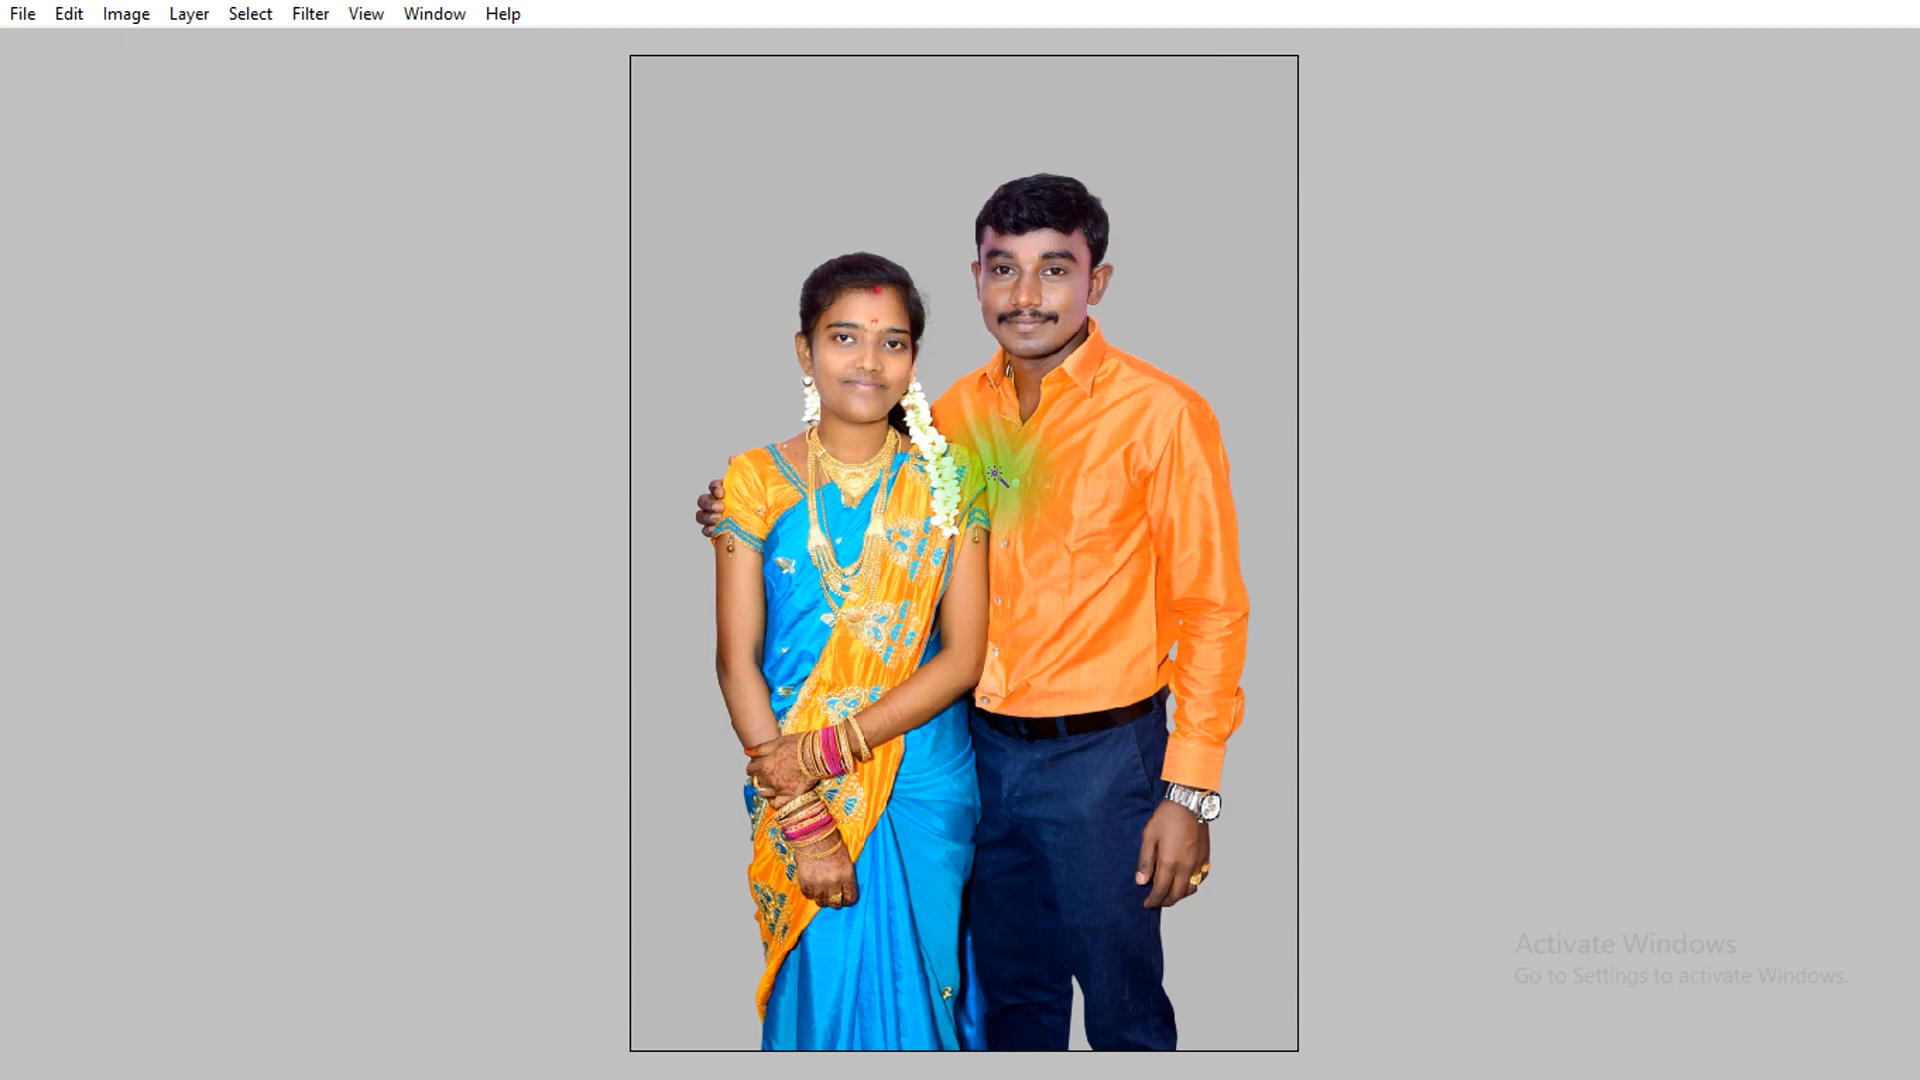 File Edit Image Layer Select Filter View Window Help
Activate Windows
Go to Settings to activate Windows.